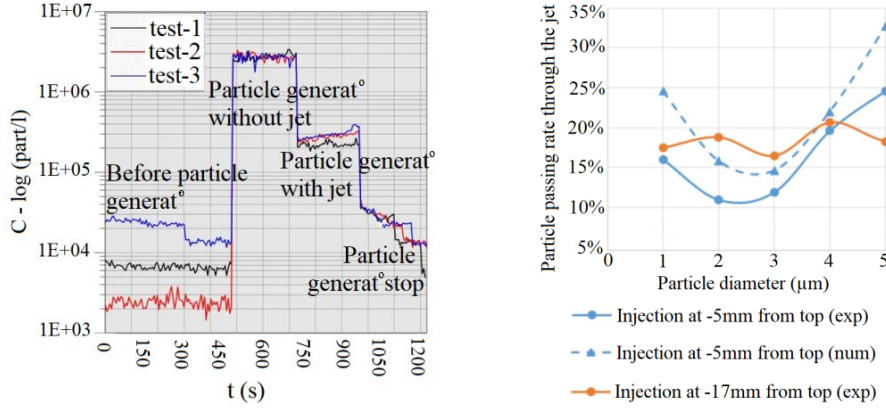 1E+07
1E+06
1E+05
1E+04
1E+03
C - log (part/l)
test-1
test-2
test-3
Particle generat°
without jet
Before particle
generat°
Particle generat°
with jet
Particle
generat° stop
0
150
300
450
600
750
900
1050
1200
t (s)
Particle passing rate through the jet
35%
30%
25%
20%
15%
10%
5%
0
1
2
3
4
5
Particle diameter (µm)
Injection at -5mm from top (exp)
Injection at -5mm from top (num)
Injection at -17mm from top (exp)